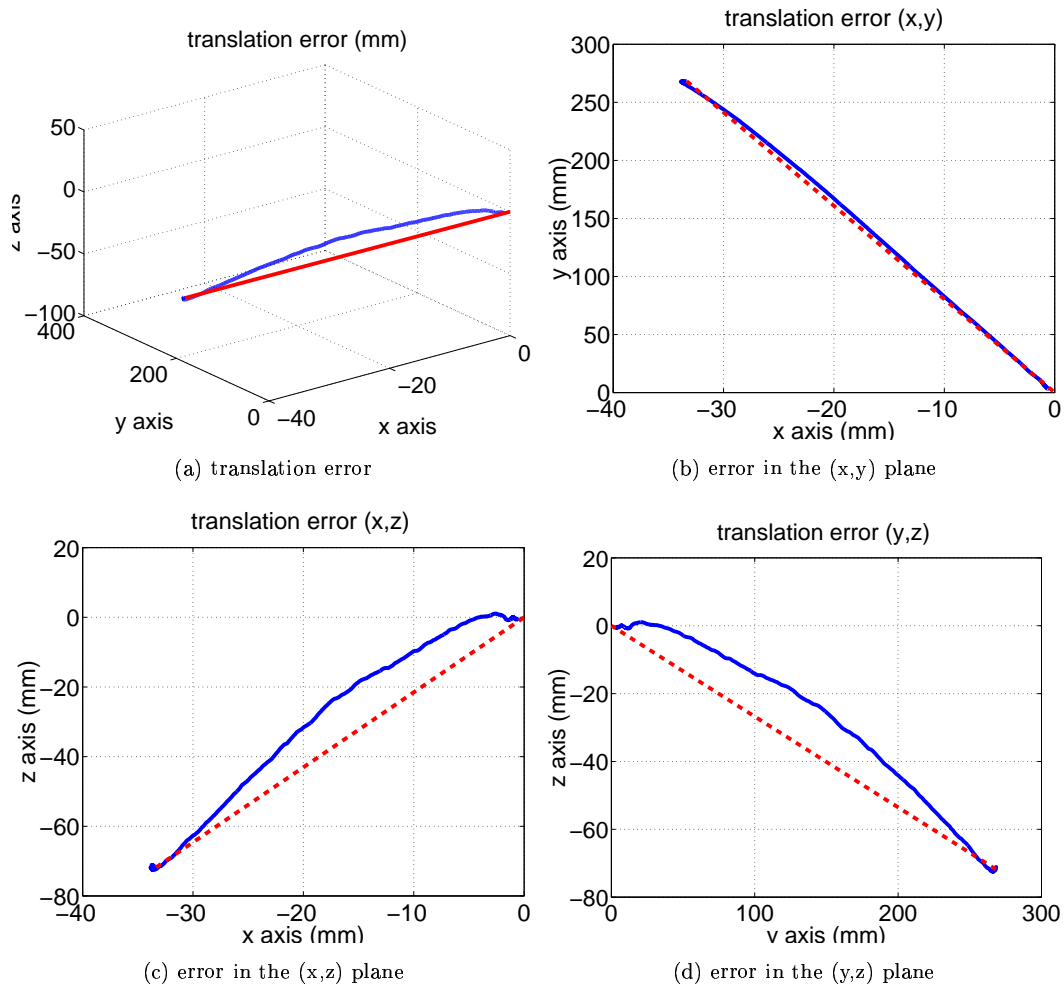 translation error (mm)
50
0
−50
−100
z axis
400
200
0
y axis
−40
−20
0
x axis
(a) translation error
translation error (x,y)
300
250
200
150
100
50
0
y axis (mm)
−40
−30
−20
−10
0
x axis (mm)
(b) error in the (x,y) plane
translation error (x,z)
20
0
−20
−40
−60
−80
z axis (mm)
−40
−30
−20
−10
0
x axis (mm)
(c) error in the (x,z) plane
translation error (y,z)
20
0
−20
−40
−60
−80
z axis (mm)
0
100
200
300
y axis (mm)
(d) error in the (y,z) plane